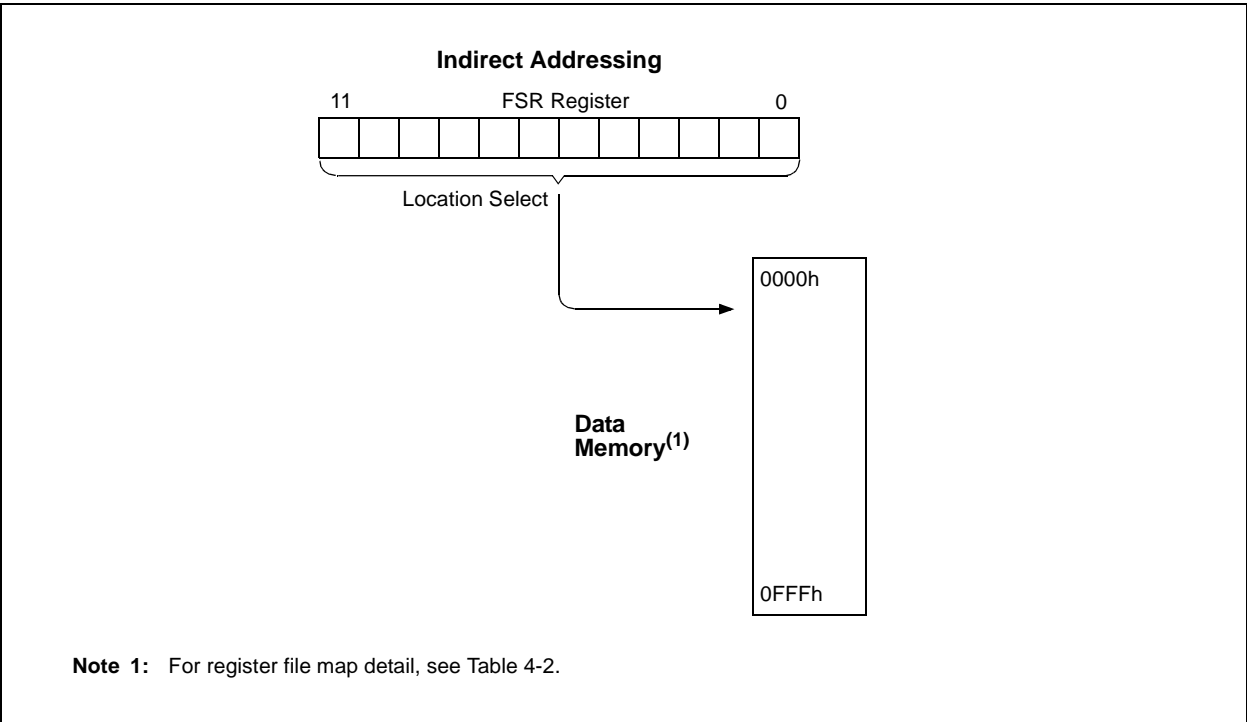 Indirect Addressing
11 FSR Register 0
Location Select
0000h
Data
Memory(1)
0FFFh
Note 1: For register file map detail, see Table 4-2.